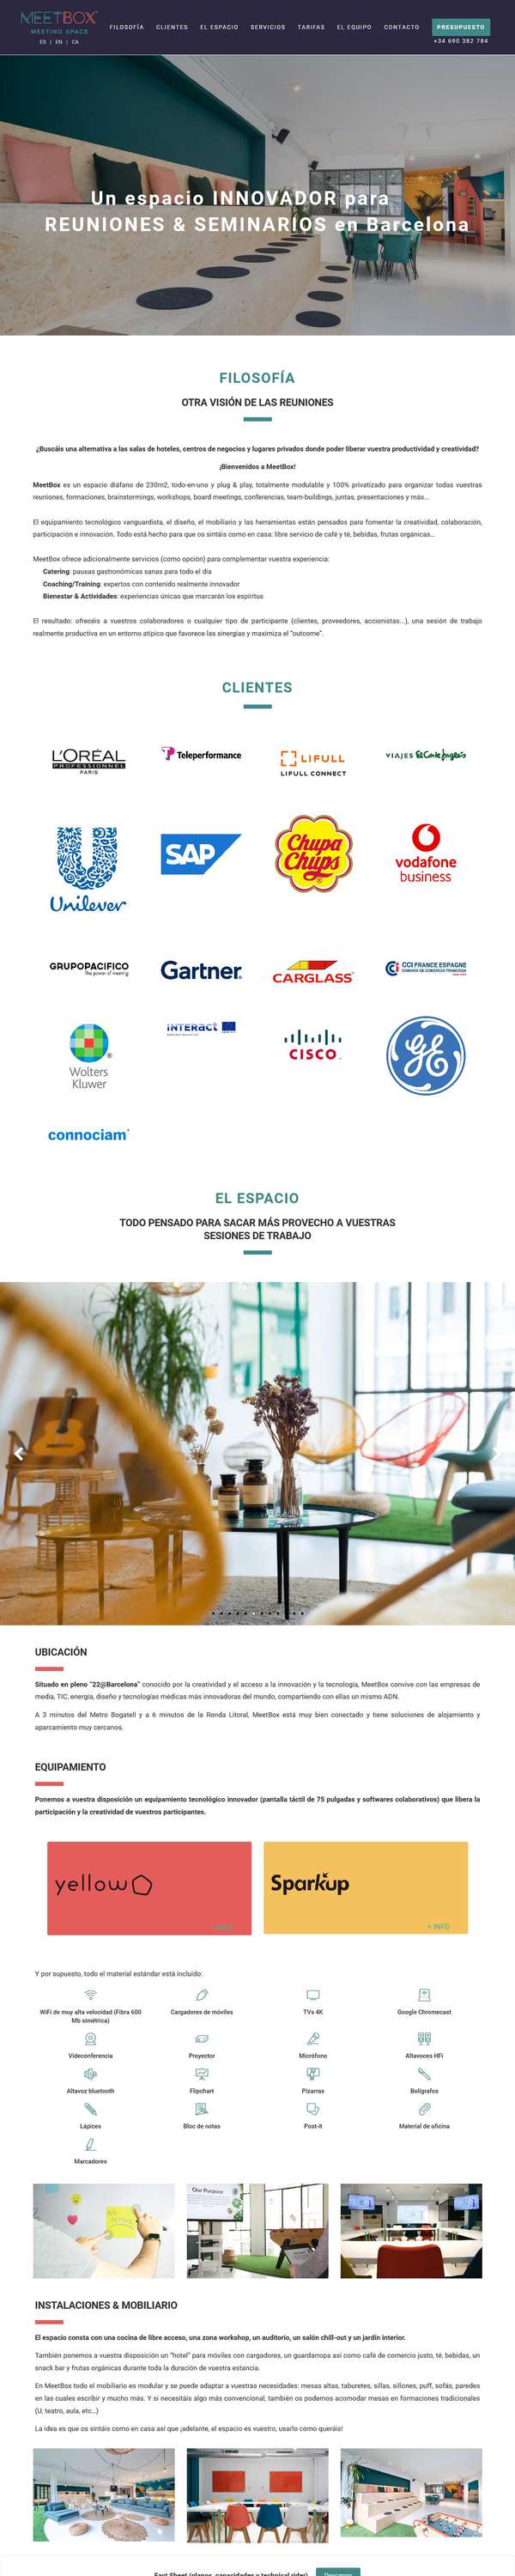 MEETBOX
MEETING SPACE
ES | EN | CA
FILOSOFÍA CLIENTES EL ESPACIO SERVICIOS TARIFAS EL EQUIPO CONTACTO PRESUPUESTO
+34 690 382 784
Un espacio INNOVADOR para
REUNIONES & SEMINARIOS en Barcelona
FILOSOFÍA
OTRA VISIÓN DE LAS REUNIONES
¿Buscáis una alternativa a las salas de hoteles, centros de negocios y lugares privados donde poder liberar vuestra productividad y creatividad?
¡Bienvenidos a MeetBox!
MeetBox es un espacio diáfano de 230m2, todo-en-uno y plug & play, totalmente modulable y 100% privatizado para organizar todas vuestras
reuniones, formaciones, brainstormings, workshops, board meetings, conferencias, team-buildings, juntas, presentaciones y más...
El equipamiento tecnológico vanguardista, el diseño, el mobiliario y las herramientas están pensados para fomentar la creatividad, colaboración,
participación e innovación. Todo está hecho para que os sintáis como en casa: libre servicio de café y té, bebidas, frutas orgánicas…
MeetBox ofrece adicionalmente servicios (como opción) para complementar vuestra experiencia:
Catering: pausas gastronómicas sanas para todo el día
Coaching/Training: expertos con contenido realmente innovador
Bienestar & Actividades: experiencias únicas que marcarán los espíritus
El resultado: ofrecéis a vuestros colaboradores o cualquier tipo de participante (clientes, proveedores, accionistas...), una sesión de trabajo
realmente productiva en un entorno atípico que favorece las sinergias y maximiza el "outcome".
CLIENTES
L'ORÉAL
PROFESSIONNEL
PARIS
Teleperformance
LIFULL
LIFULL CONNECT
VIAJES El Corte Inglés
Unilever
SAP
Chupa
Chups
vodafone
business
GRUPOPACIFICO
The power of meeting
Gartner
CARGLASS
CCI FRANCE ESPAGNE
CÁMARA DE COMERCIO FRANCESA
Wolters
Kluwer
INTERACT
CISCO
GE
connociam
EL ESPACIO
TODO PENSADO PARA SACAR MÁS PROVECHO A VUESTRAS
SESIONES DE TRABAJO
UBICACIÓN
Situado en pleno "22@Barcelona" conocido por la creatividad y el acceso a la innovación y la tecnología, MeetBox convive con las empresas de
media, TIC, energía, diseño y tecnologías médicas más innovadoras del mundo, compartiendo con ellas un mismo ADN.
A 3 minutos del Metro Bogatell y a 6 minutos de la Ronda Litoral, MeetBox está muy bien conectado y tiene soluciones de alojamiento y
aparcamiento muy cercanos.
EQUIPAMIENTO
Ponemos a vuestra disposición un equipamiento tecnológico innovador (pantalla táctil de 75 pulgadas y softwares colaborativos) que libera la
participación y la creatividad de vuestros participantes.
yellow
Sparkup
+ INFO
Y por supuesto, todo el material estándar está incluido:
WiFi de muy alta velocidad (Fibra 600
Mb simétrica)
Cargadores de móviles
TVs 4K
Google Chromecast
Videoconferencia
Proyector
Micrófono
Altavoces HFi
Altavoz bluetooth
Flipchart
Pizarras
Bolígrafos
Lápices
Bloc de notas
Post-it
Material de oficina
Marcadores
Our Purpose
INSTALACIONES & MOBILIARIO
El espacio consta con una cocina de libre acceso, una zona workshop, un auditorio, un salón chill-out y un jardín interior.
También ponemos a vuestra disposición un "hotel" para móviles con cargadores, un guardarropa así como café de comercio justo, té, bebidas, un
snack bar y frutas orgánicas durante toda la duración de vuestra estancia.
En MeetBox todo el mobiliario es modular y se puede adaptar a vuestras necesidades: mesas altas, taburetes, sillas, sillones, puff, sofás, paredes
en las cuales escribir y mucho más. Y si necesitáis algo más convencional, también os podemos acomodar mesas en formaciones tradicionales
(U, teatro, aula, etc…)
La idea es que os sintáis como en casa así que ¡adelante, el espacio es vuestro, usarlo como queráis!
Fact Sheet (planos, capacidades y technical rider) Descargar